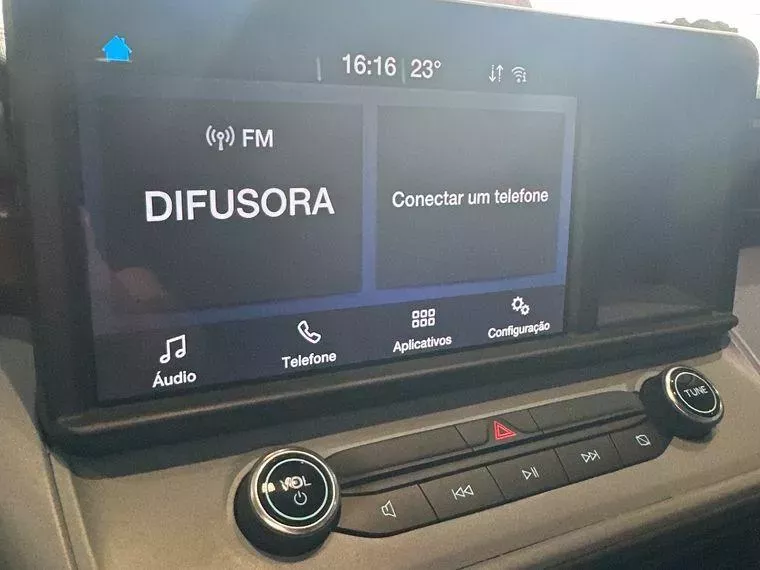 16:16 23°
FM
DIFUSORA
Conectar um telefone
Áudio
Telefone
Aplicativos
Configuração
VOL
TUNE